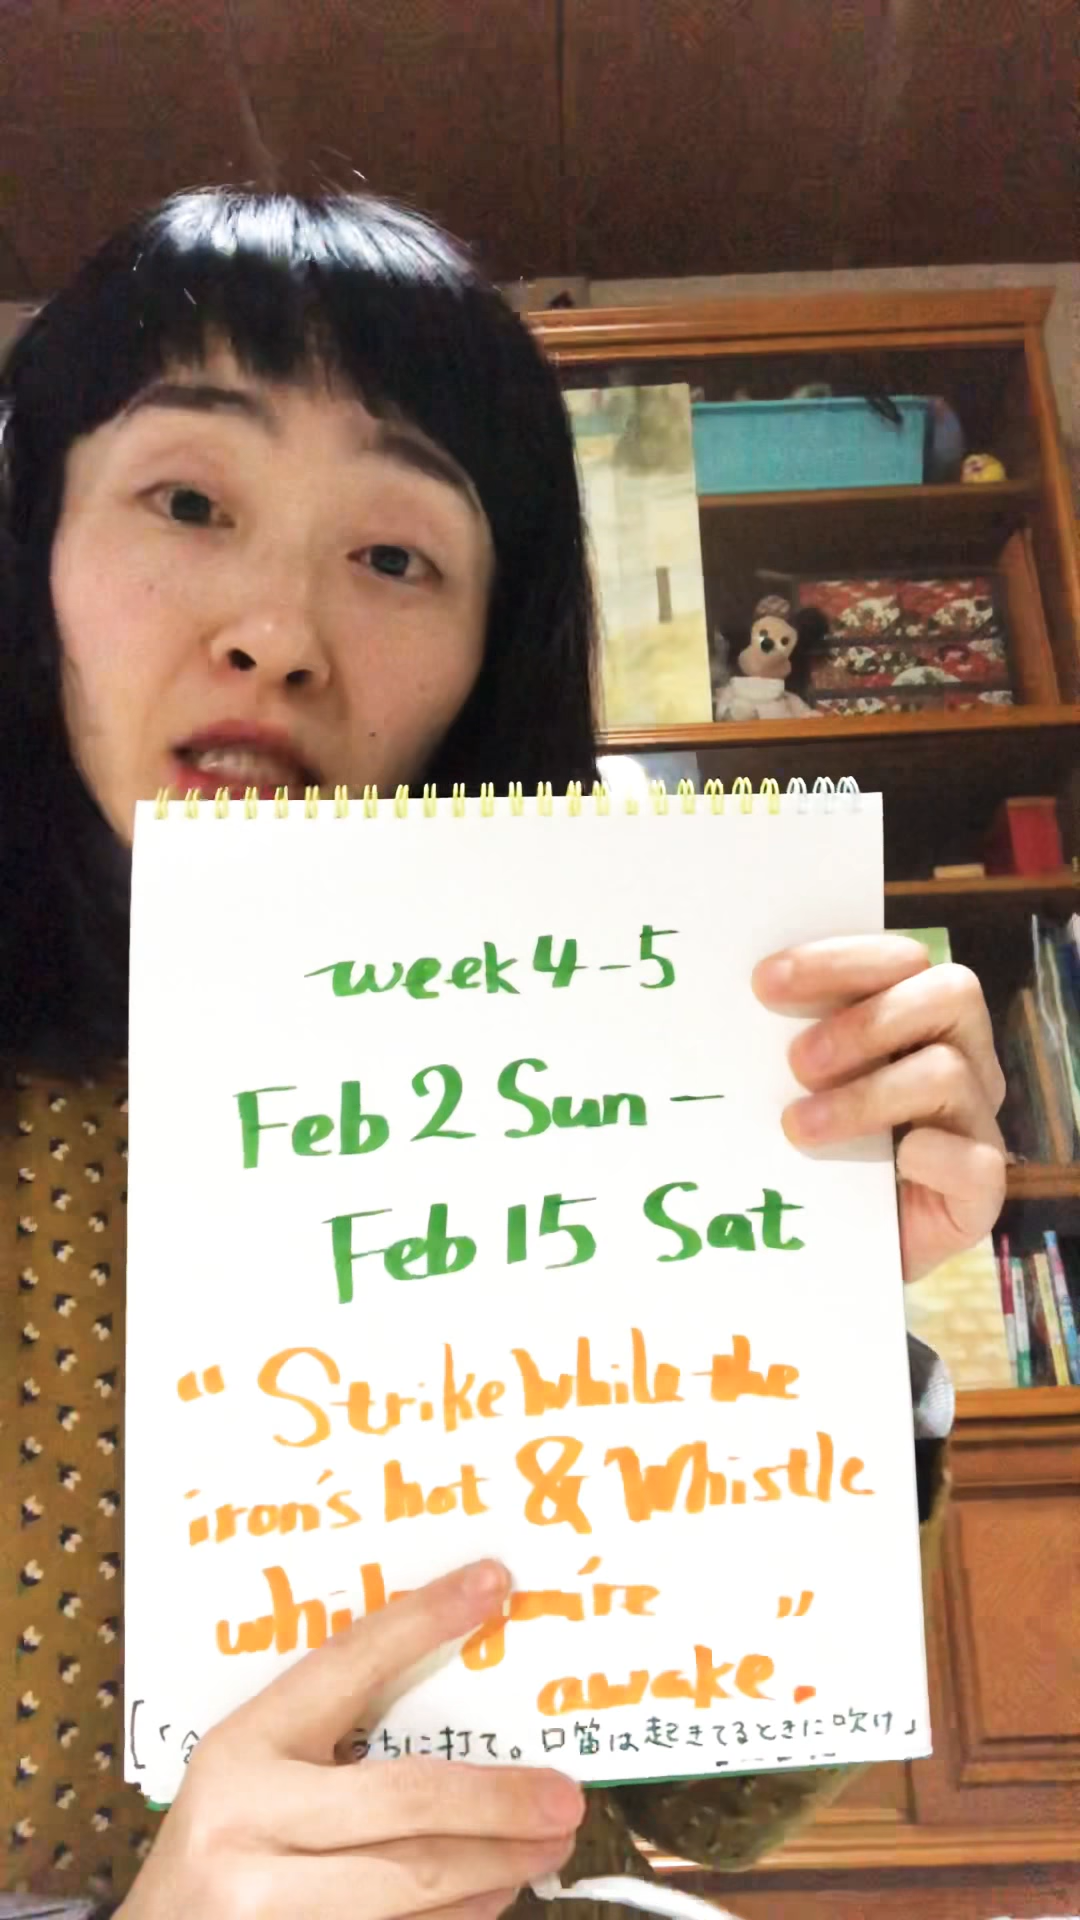 week 4-5
Feb 2 Sun -
Feb 15 Sat
"Strike while the
iron's hot & Whistle
while you're "
awake.
[「 うちに打て。口笛は起きてるときに吹け」